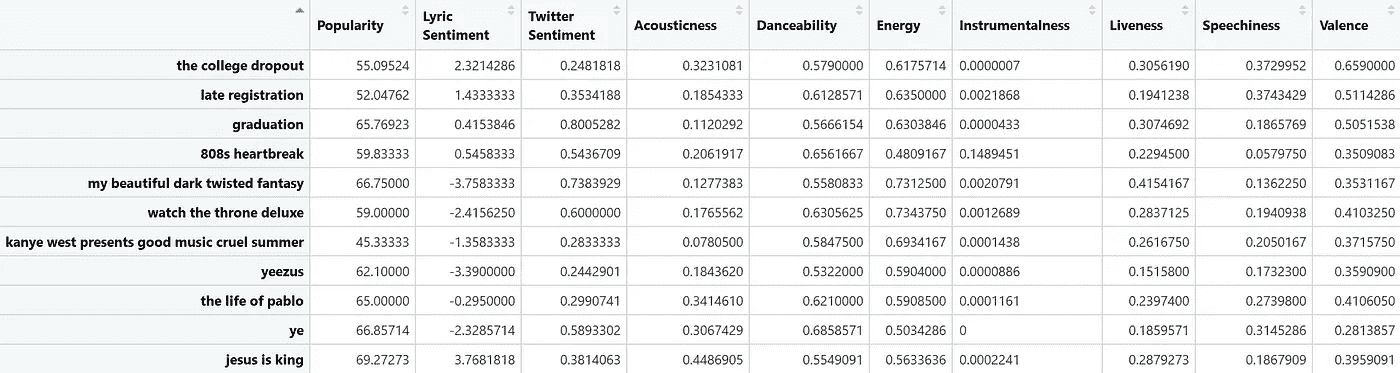 Popularity Lyric Sentiment Twitter Sentiment Acousticness Danceability Energy Instrumentalness Liveness Speechiness Valence
the college dropout 55.09524 2.3214286 0.2481818 0.3231081 0.5790000 0.6175714 0.0000007 0.3056190 0.3729952 0.6590000
late registration 52.04762 1.4333333 0.3534188 0.1854333 0.6128571 0.6350000 0.0021868 0.1941238 0.3743429 0.5114286
graduation 65.76923 0.4153846 0.8005282 0.1120292 0.5666154 0.6303846 0.0000433 0.3074692 0.1865769 0.5051538
808s heartbreak 59.83333 0.5458333 0.5436709 0.2061917 0.6561667 0.4809167 0.1489451 0.2294500 0.0579750 0.3509083
my beautiful dark twisted fantasy 66.75000 -3.7583333 0.7383929 0.1277383 0.5580833 0.7312500 0.0020791 0.4154167 0.1362250 0.3531167
watch the throne deluxe 59.00000 -2.4156250 0.6000000 0.1765562 0.6305625 0.7343750 0.0012689 0.2837125 0.1940938 0.4103250
kanye west presents good music cruel summer 45.33333 -1.3583333 0.2833333 0.0780500 0.5847500 0.6934167 0.0001438 0.2616750 0.2050167 0.3715750
yeezus 62.10000 -3.3900000 0.2442901 0.1843620 0.5322000 0.5904000 0.0000886 0.1515800 0.1732300 0.3590900
the life of pablo 65.00000 -0.2950000 0.2990741 0.3414610 0.6210000 0.5908500 0.0001161 0.2397400 0.2739800 0.4106050
ye 66.85714 -2.3285714 0.5893302 0.3067429 0.6858571 0.5034286 0 0.1859571 0.3145286 0.2813857
jesus is king 69.27273 3.7681818 0.3814063 0.4486905 0.5549091 0.5633636 0.0002241 0.2879273 0.1867909 0.3959091